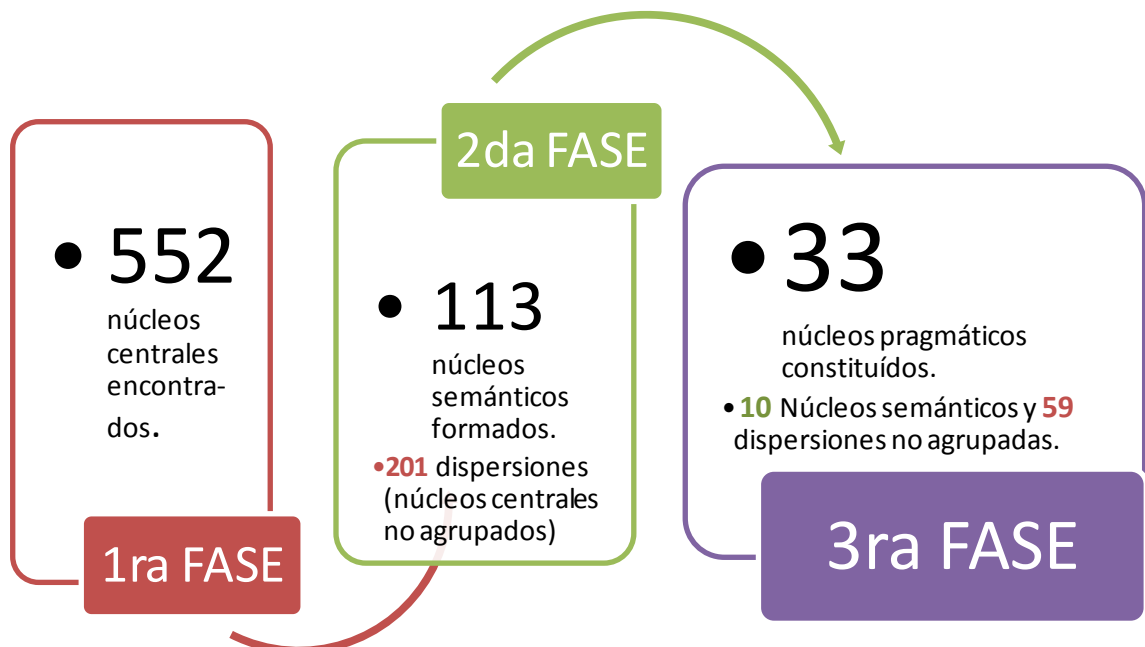 • 552
núcleos
centrales
encontra-
dos.
1ra FASE
2da FASE
• 113
núcleos
semánticos
formados.
•201 dispersiones
(núcleos centrales
no agrupados)
• 33
núcleos pragmáticos
constituídos.
•10 Núcleos semánticos y 59
dispersiones no agrupadas.
3ra FASE